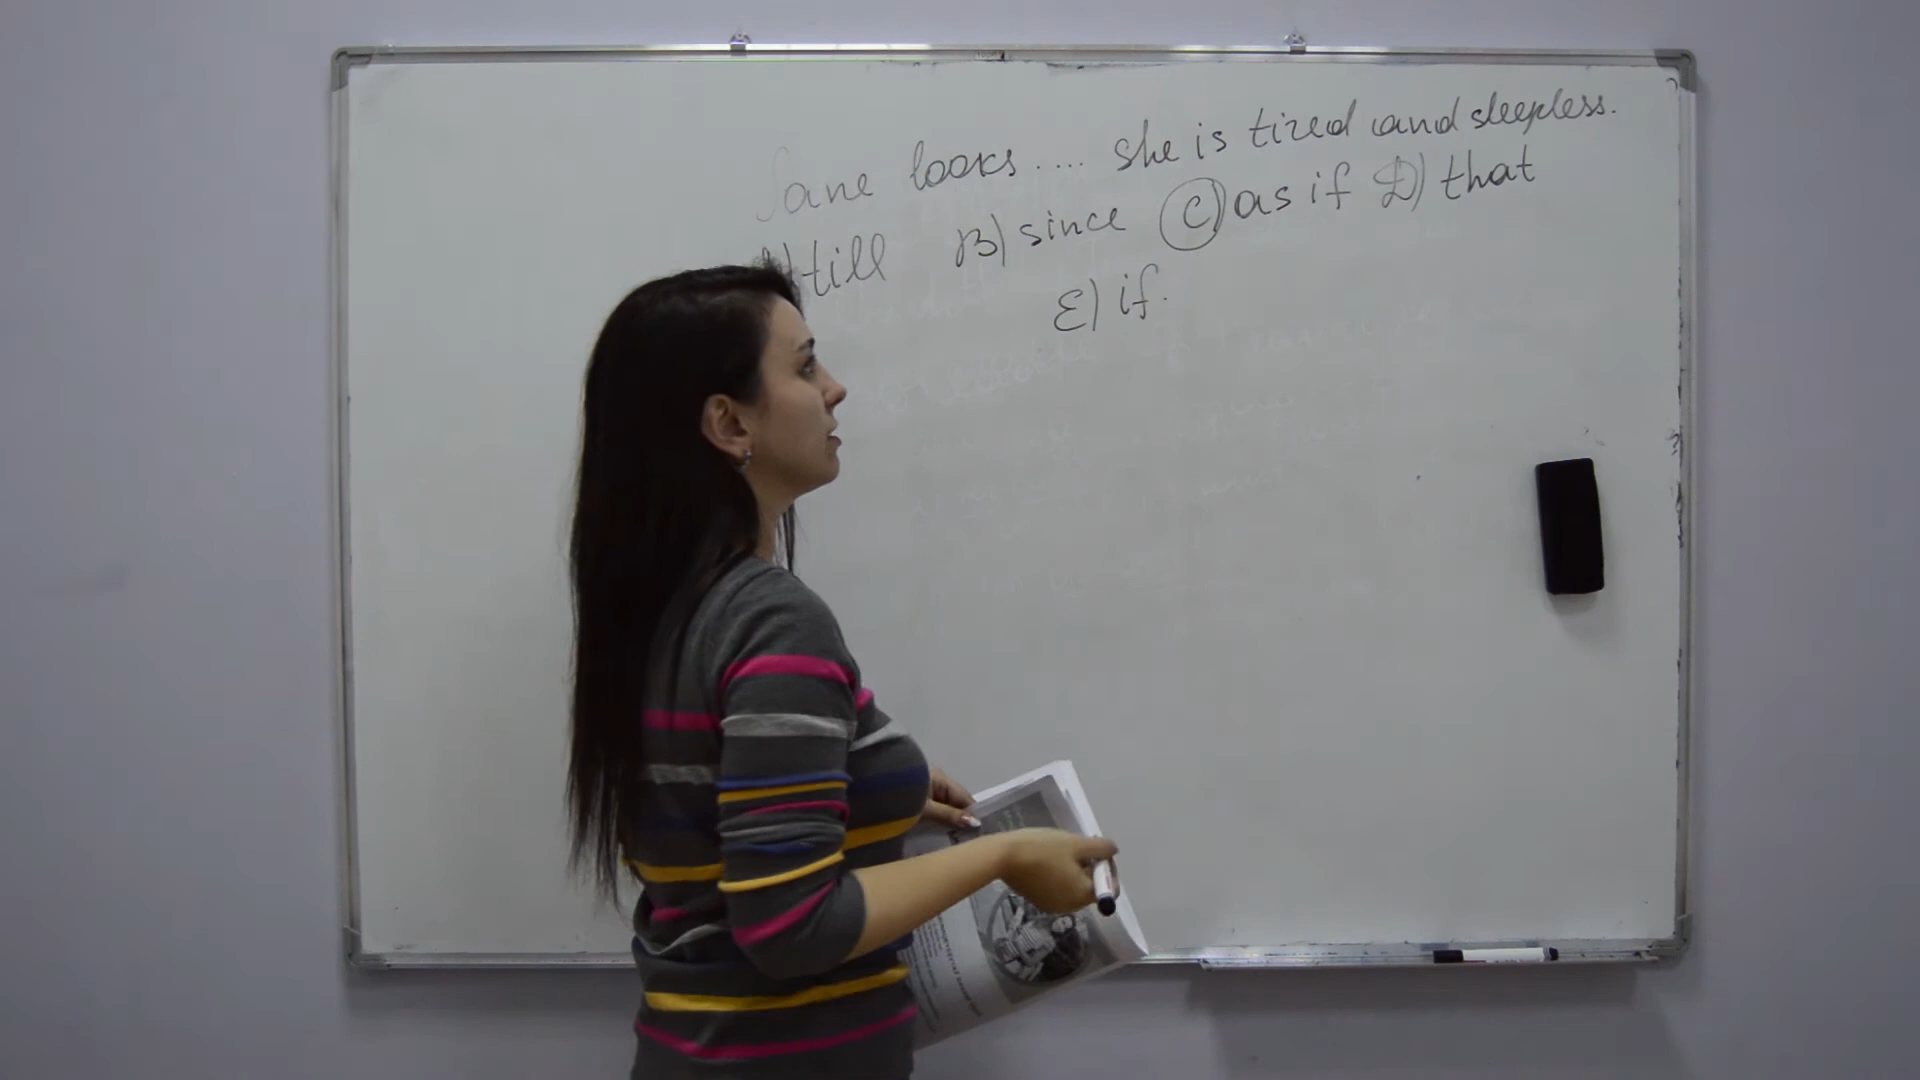 Jane looks.... she is tired and sleepless.
till B) since C) as if D) that
E) if.